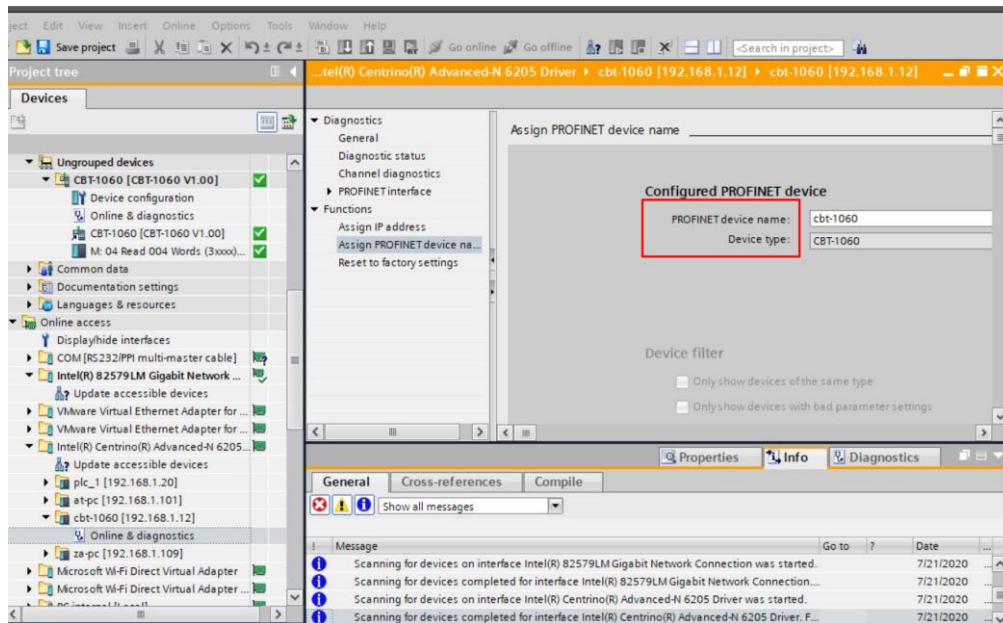 ject Edit View Insert Online Options Tools Window Help
Save project Go online Go offline <Search in project>
Project tree
Devices
Ungrouped devices
CBT-1060 [CBT-1060 V1.00]
Device configuration
Online & diagnostics
CBT-1060 [CBT-1060 V1.00]
M: 04 Read 004 Words (3xxxx)...
Common data
Documentation settings
Languages & resources
Online access
Display/hide interfaces
COM [RS232/PPI multi-master cable]
Intel(R) 82579LM Gigabit Network ...
Update accessible devices
VMware Virtual Ethernet Adapter for ...
VMware Virtual Ethernet Adapter for ...
Intel(R) Centrino(R) Advanced-N 6205...
Update accessible devices
plc_1 [192.168.1.20]
at-pc [192.168.1.101]
cbt-1060 [192.168.1.12]
Online & diagnostics
za-pc [192.168.1.109]
Microsoft Wi-Fi Direct Virtual Adapter
Microsoft Wi-Fi Direct Virtual Adapter ...
...tel(R) Centrino(R) Advanced-N 6205 Driver cbt-1060 [192.168.1.12] cbt-1060 [192.168.1.12]
Diagnostics
General
Diagnostic status
Channel diagnostics
PROFINET interface
Functions
Assign IP address
Assign PROFINET device na...
Reset to factory settings
Assign PROFINET device name
Configured PROFINET device
PROFINET device name: cbt-1060
Device type: CBT-1060
Device filter
Only show devices of the same type
Only show devices with bad parameter settings
Properties Info Diagnostics
General Cross-references Compile
Show all messages
! Message Go to ? Date ...
Scanning for devices on interface Intel(R) 82579LM Gigabit Network Connection was started. 7/21/2020 ...
Scanning for devices completed for interface Intel(R) 82579LM Gigabit Network Connection.... 7/21/2020 ...
Scanning for devices on interface Intel(R) Centrino(R) Advanced-N 6205 Driver was started. 7/21/2020 ...
Scanning for devices completed for interface Intel(R) Centrino(R) Advanced-N 6205 Driver. F... 7/21/2020 ...